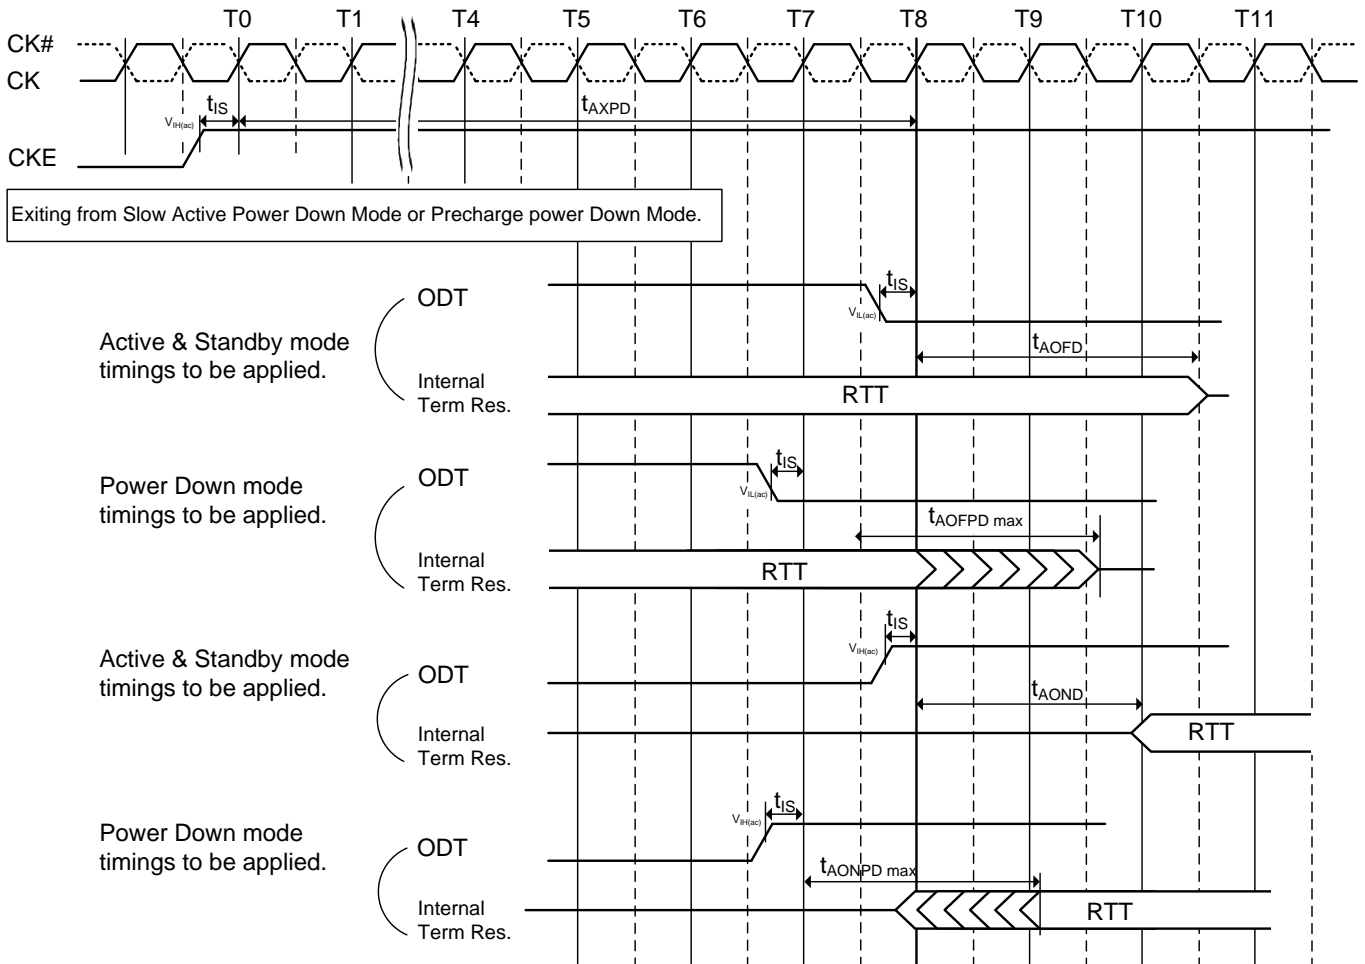 T0 T1 T4 T5 T6 T7 T8 T9 T10 T11
CK#
CK
tIS
tAXPD
VIH(ac)
CKE
Exiting from Slow Active Power Down Mode or Precharge power Down Mode.
tIS
ODT
VIL(ac)
Active & Standby mode
timings to be applied.
tAOFD
Internal
Term Res.
RTT
tIS
ODT
VIL(ac)
Power Down mode
timings to be applied.
tAOFPD max
Internal
Term Res.
RTT
tIS
VIH(ac)
Active & Standby mode
timings to be applied.
ODT
tAOND
Internal
Term Res.
RTT
tIS
VIH(ac)
Power Down mode
timings to be applied.
ODT
tAONPD max
Internal
Term Res.
RTT